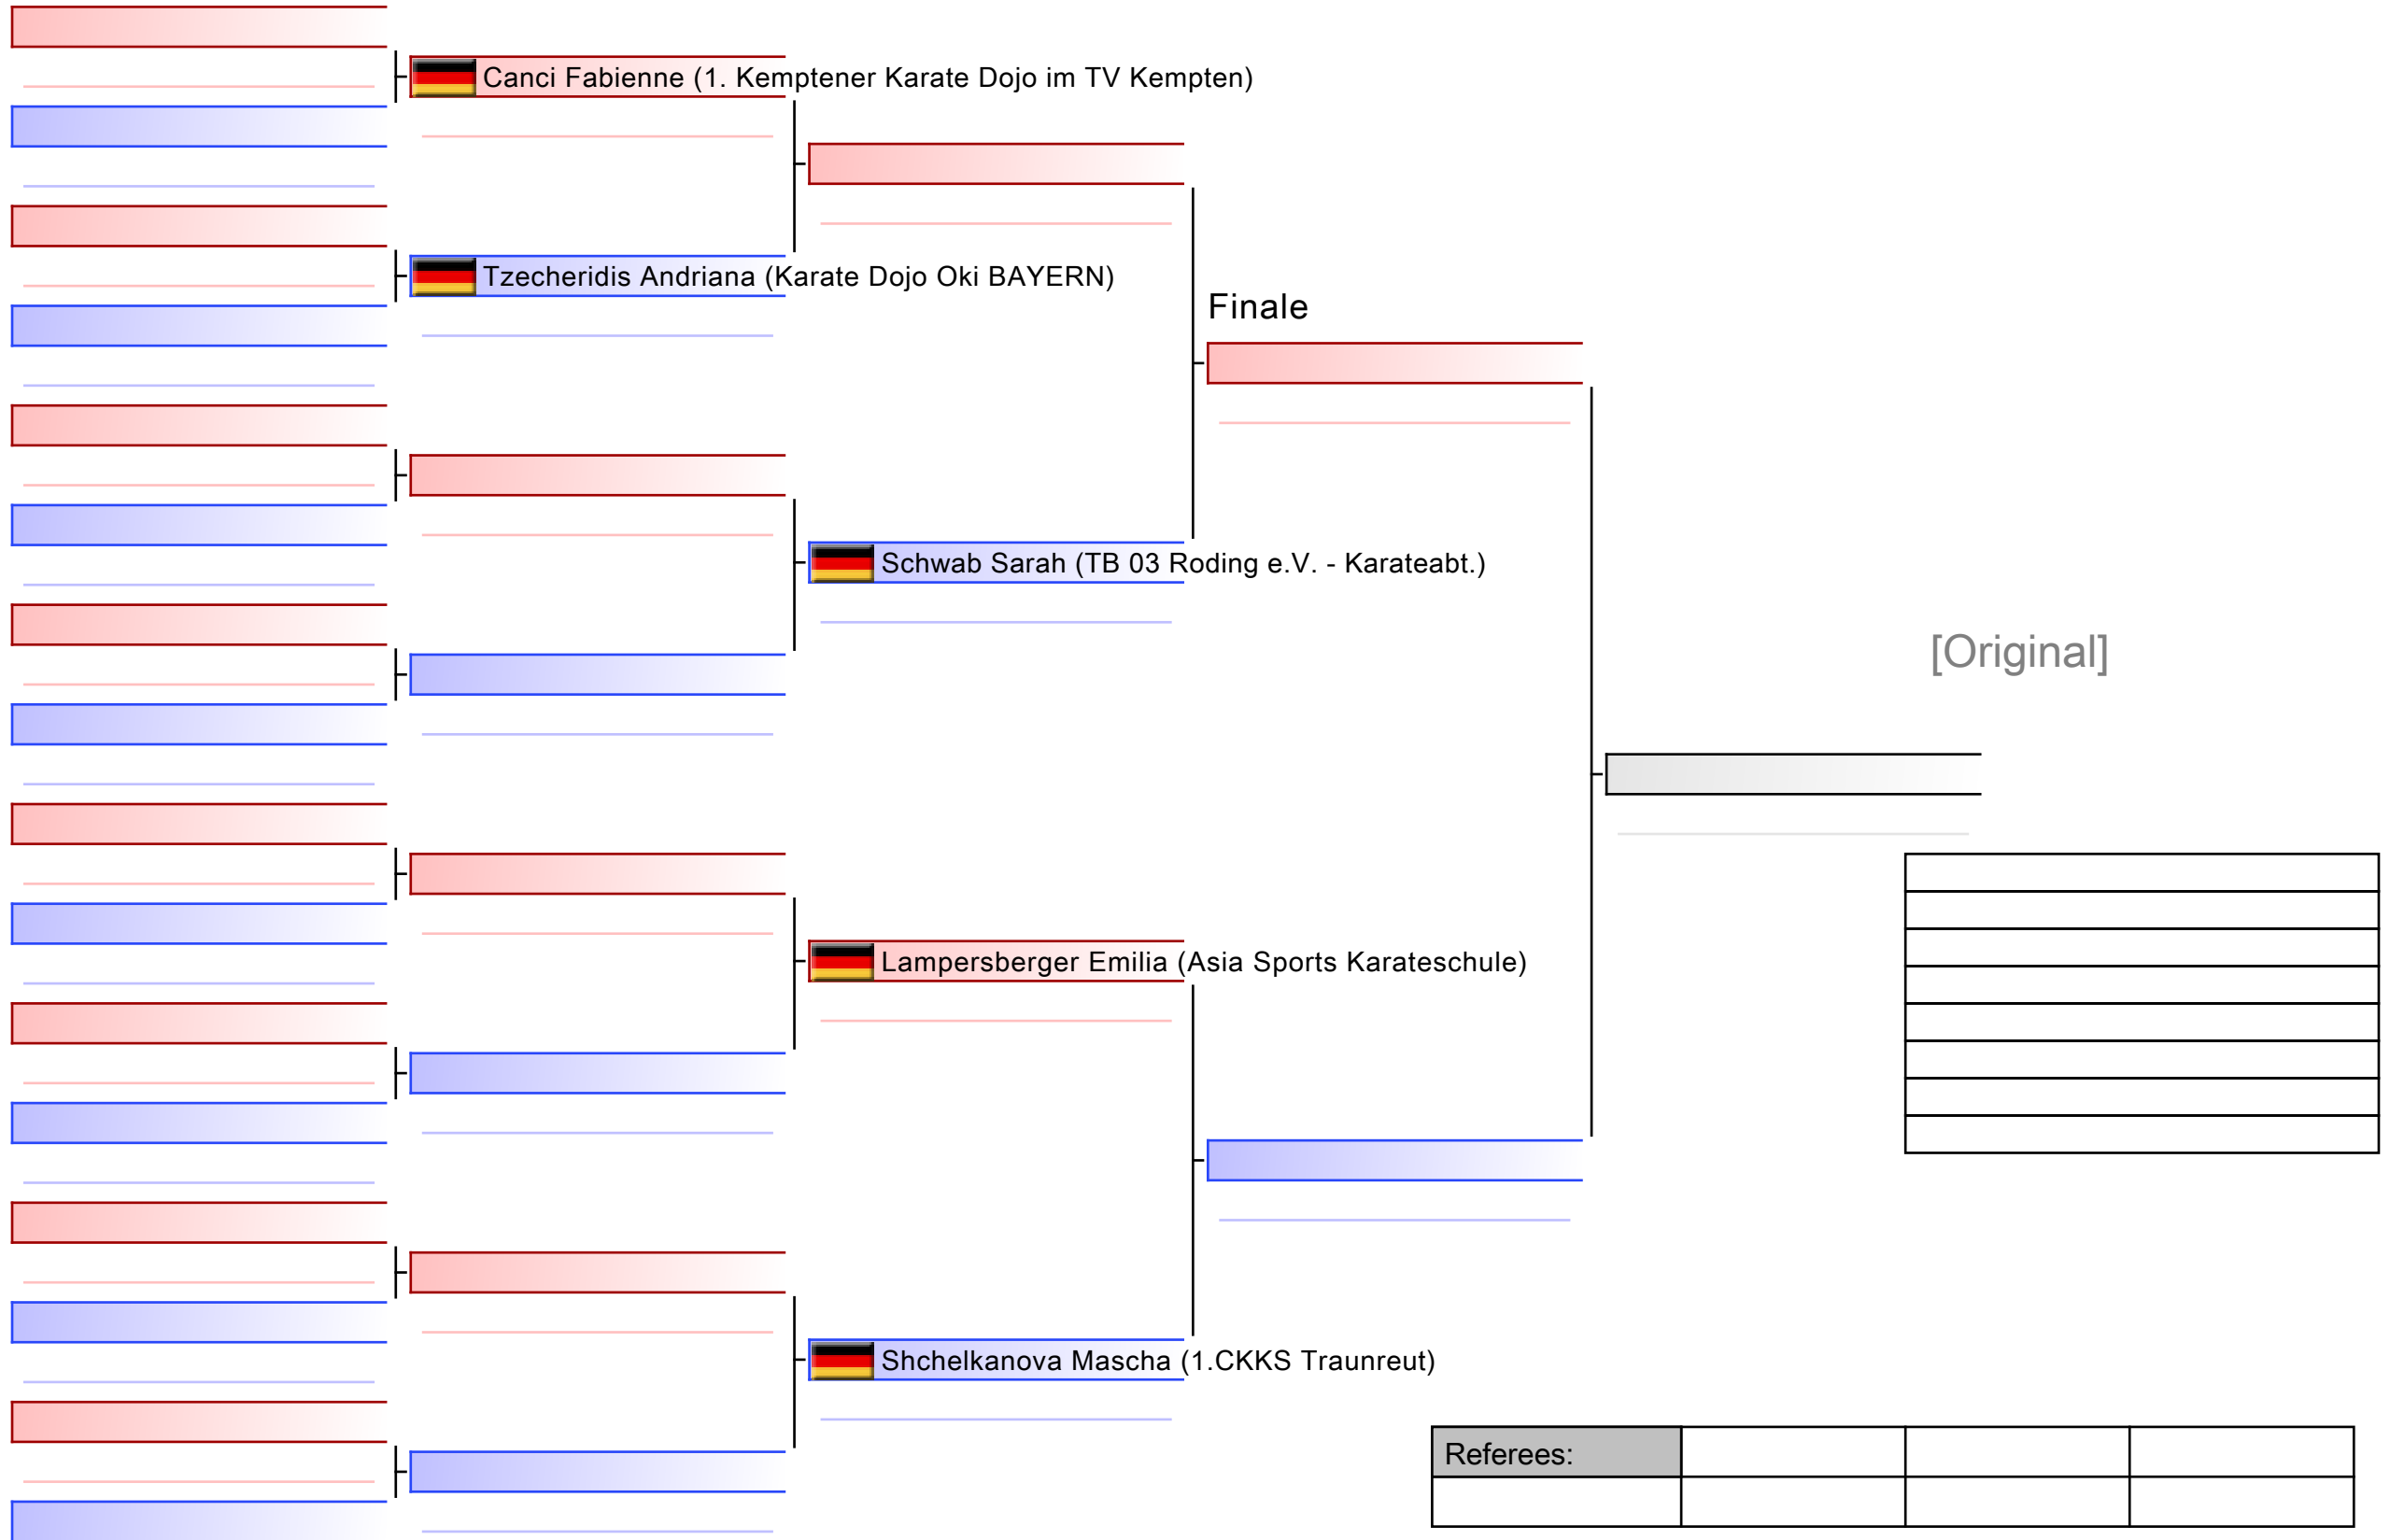 Canci Fabienne (1. Kemptener Karate Dojo im TV Kempten)
Tzecheridis Andriana (Karate Dojo Oki BAYERN)
Finale
Schwab Sarah (TB 03 Roding e.V. - Karateabt.)
[Original]
Lampersberger Emilia (Asia Sports Karateschule)
Shchelkanova Mascha (1.CKKS Traunreut)
Referees: